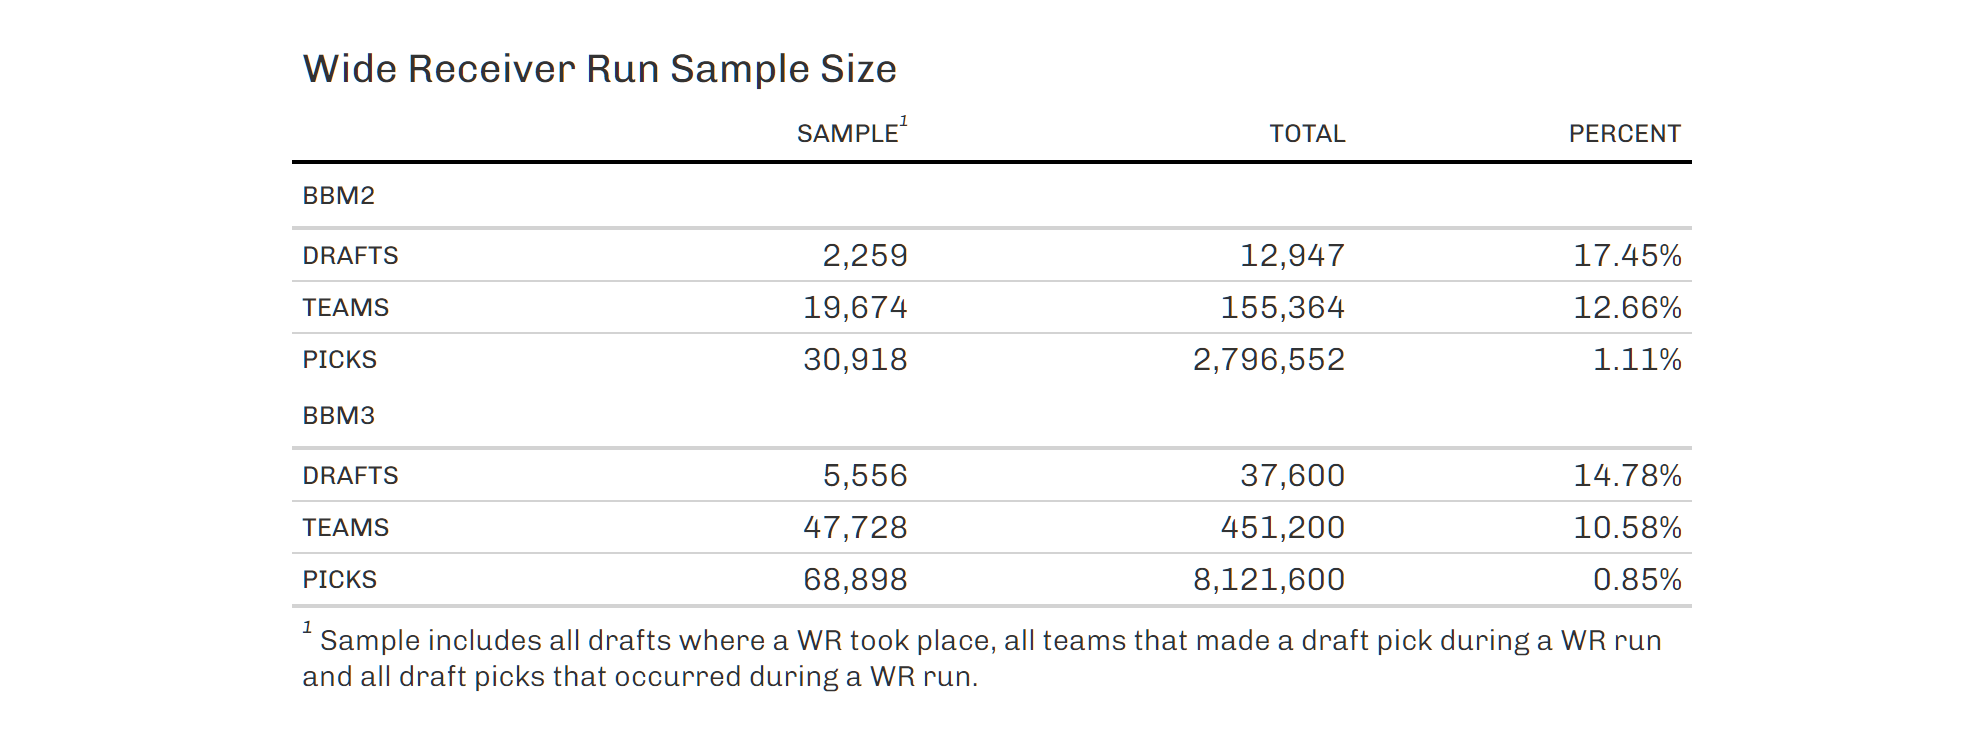 Wide Receiver Run Sample Size
SAMPLE1 TOTAL PERCENT
BBM2
DRAFTS 2,259 12,947 17.45%
TEAMS 19,674 155,364 12.66%
PICKS 30,918 2,796,552 1.11%
BBM3
DRAFTS 5,556 37,600 14.78%
TEAMS 47,728 451,200 10.58%
PICKS 68,898 8,121,600 0.85%
1 Sample includes all drafts where a WR took place, all teams that made a draft pick during a WR run
and all draft picks that occurred during a WR run.